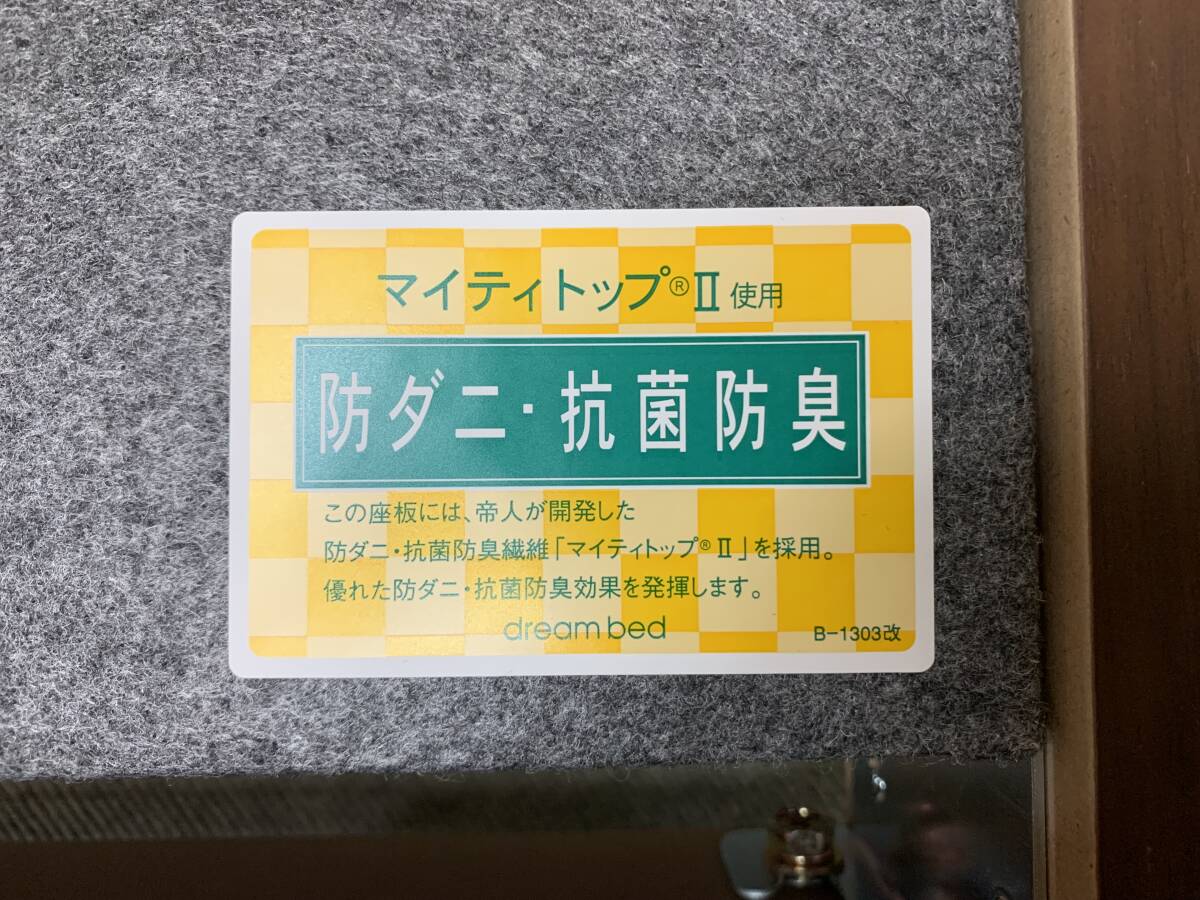 マイティトップ®Ⅱ使用
防ダニ・抗菌防臭
この座板には、帝人が開発した
防ダニ・抗菌防臭繊維「マイティトップ®Ⅱ」を採用。
優れた防ダニ・抗菌防臭効果を発揮します。
dream bed
B-1303改